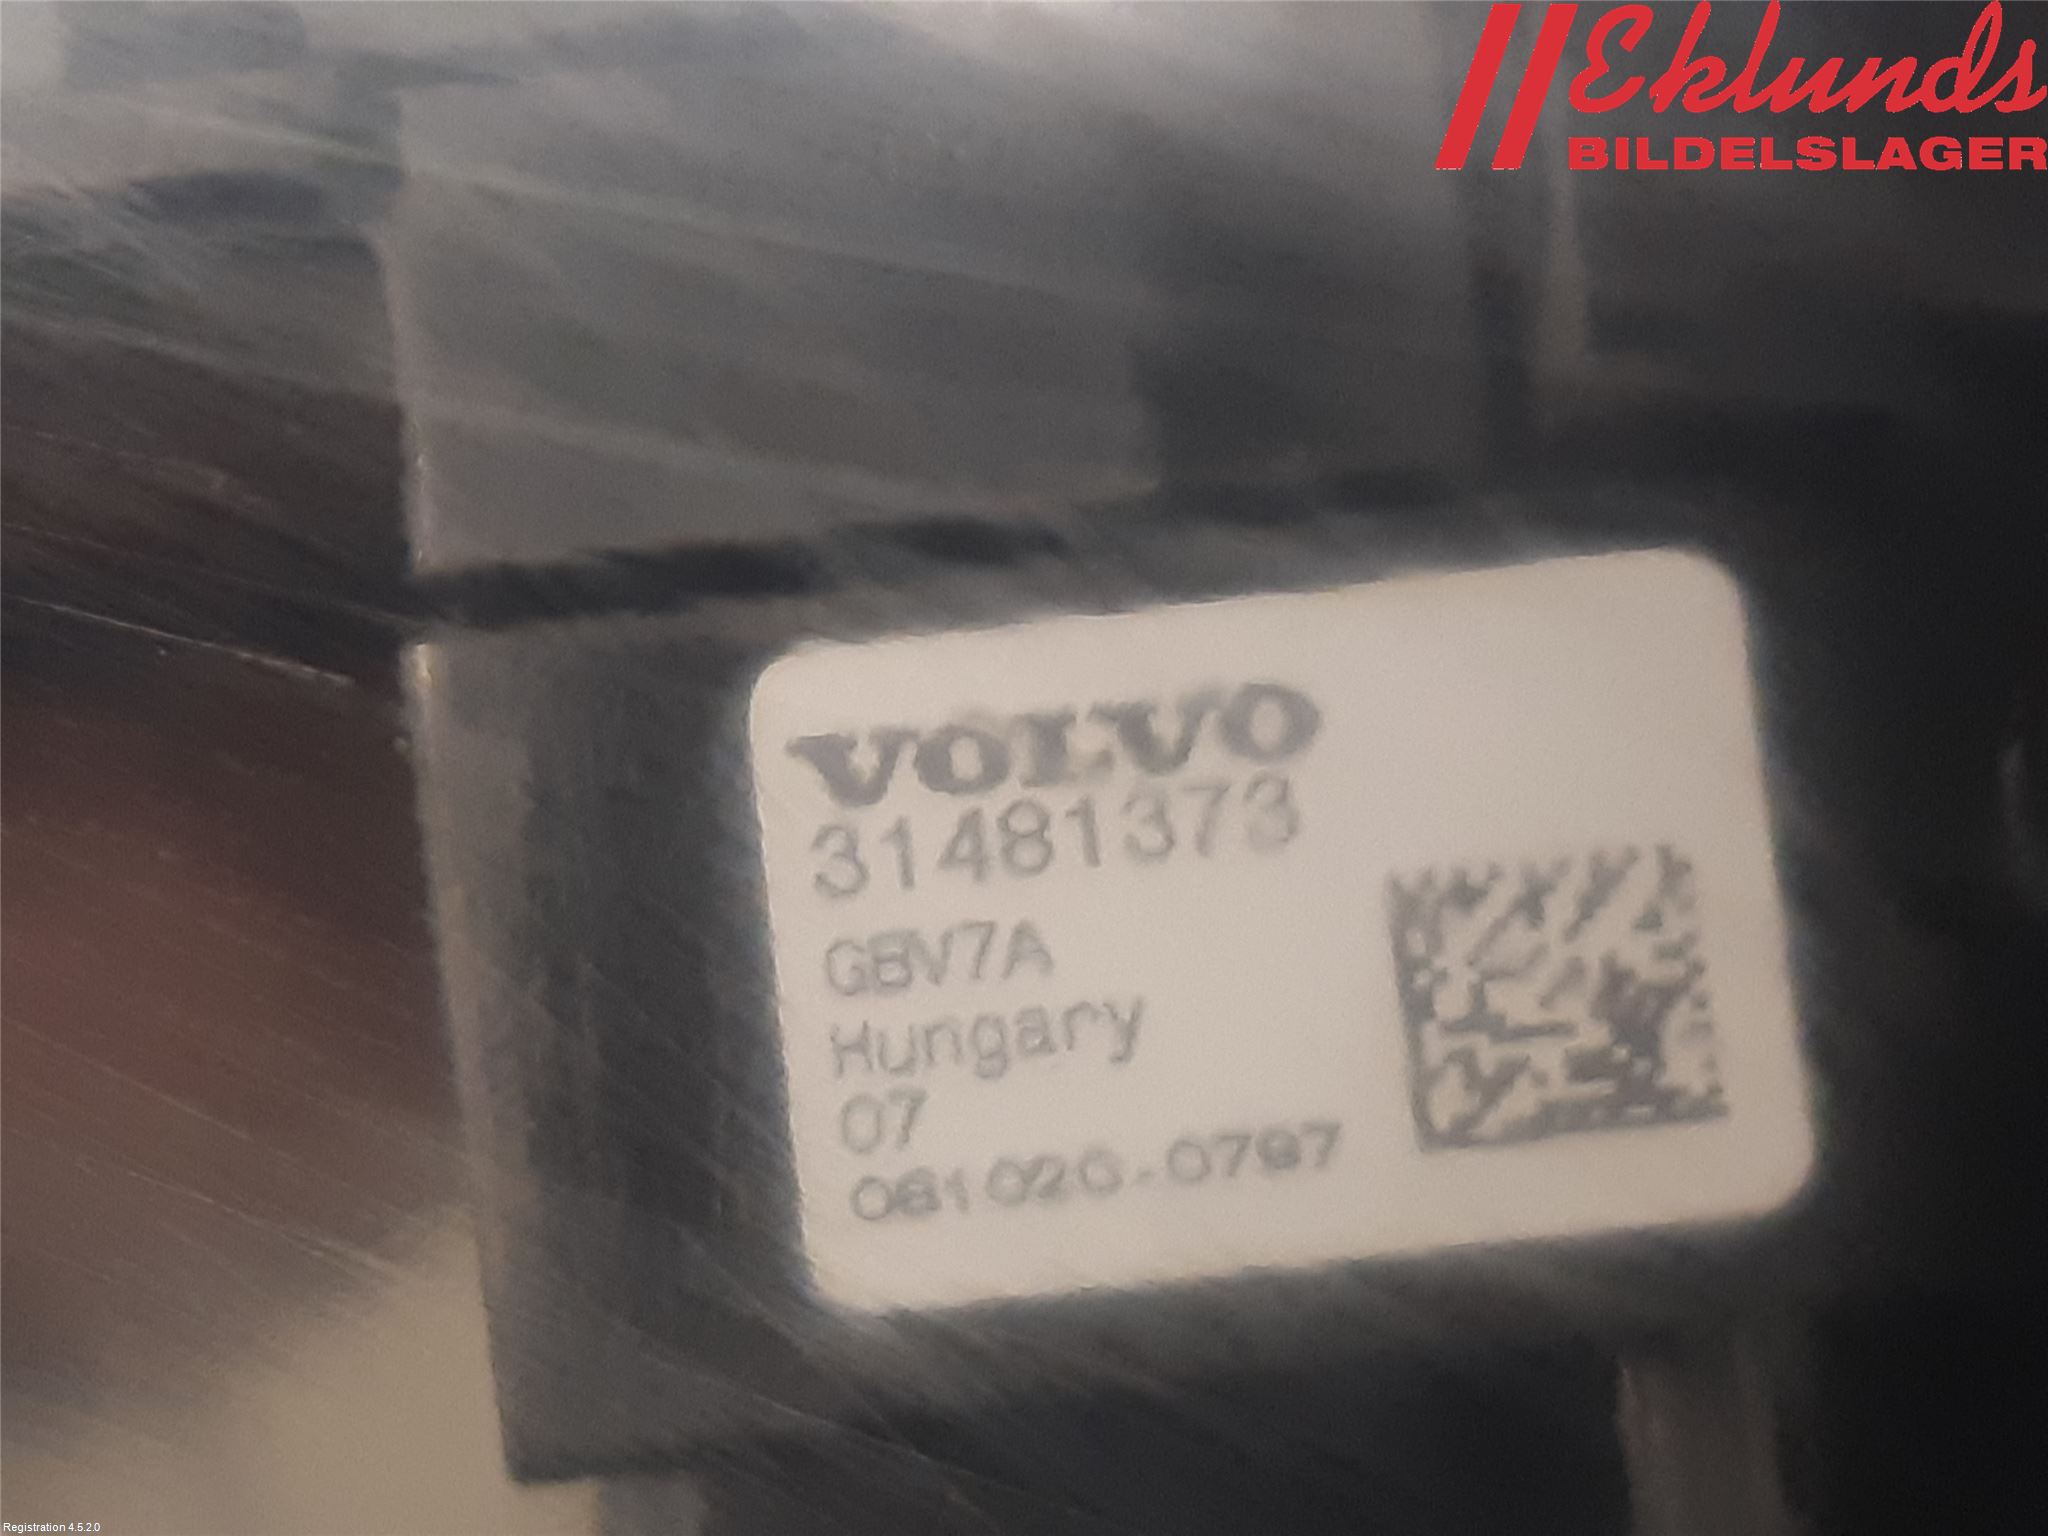 Eklunds
BILDELSLAGER
VOLVO
31481373
GBV7A
Hungary
07
081020-0797
Registration 4.5.2.0